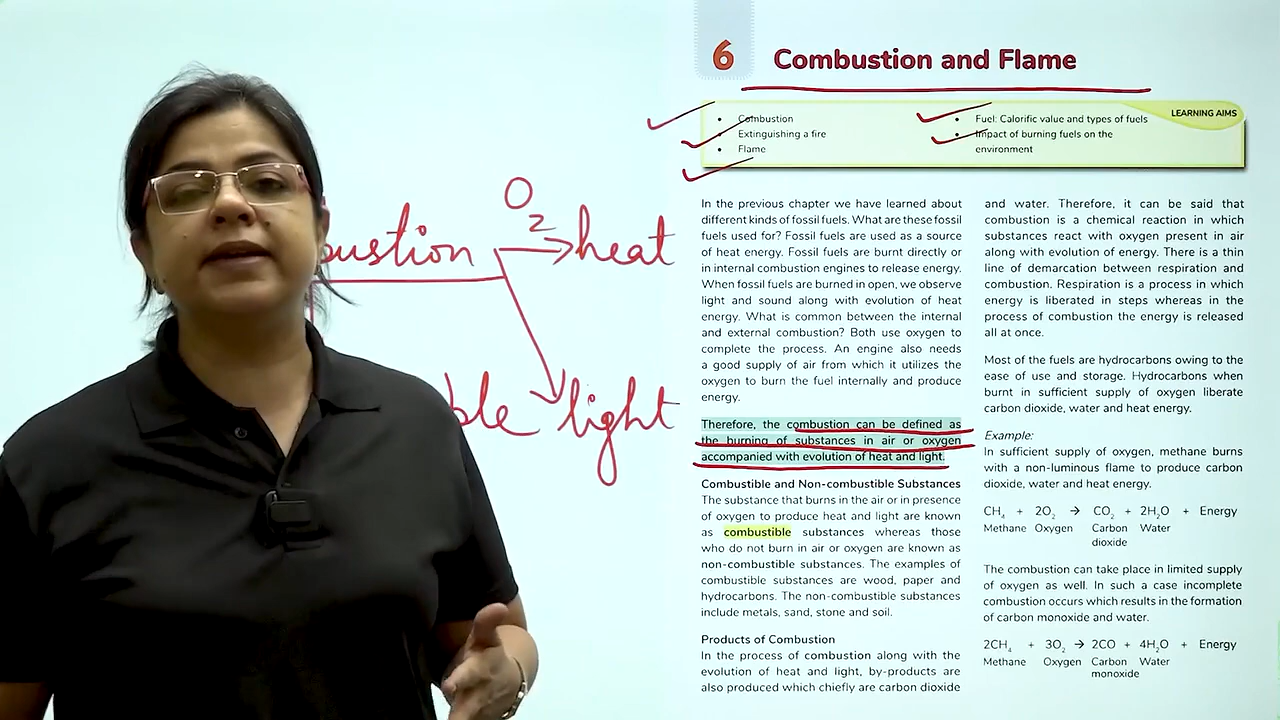 6 Combustion and Flame
LEARNING AIMS
• Combustion
• Extinguishing a fire
• Flame
• Fuel: Calorific value and types of fuels
• Impact of burning fuels on the
environment
O2
bustion heat
ble light
In the previous chapter we have learned about
different kinds of fossil fuels. What are these fossil
fuels used for? Fossil fuels are used as a source
of heat energy. Fossil fuels are burnt directly or
in internal combustion engines to release energy.
When fossil fuels are burned in open, we observe
light and sound along with evolution of heat
energy. What is common between the internal
and external combustion? Both use oxygen to
complete the process. An engine also needs
a good supply of air from which it utilizes the
oxygen to burn the fuel internally and produce
energy.
Therefore, the combustion can be defined as
the burning of substances in air or oxygen
accompanied with evolution of heat and light.
Combustible and Non-combustible Substances
The substance that burns in the air or in presence
of oxygen to produce heat and light are known
as combustible substances whereas those
who do not burn in air or oxygen are known as
non-combustible substances. The examples of
combustible substances are wood, paper and
hydrocarbons. The non-combustible substances
include metals, sand, stone and soil.
Products of Combustion
In the process of combustion along with the
evolution of heat and light, by-products are
also produced which chiefly are carbon dioxide
and water. Therefore, it can be said that
combustion is a chemical reaction in which
substances react with oxygen present in air
along with evolution of energy. There is a thin
line of demarcation between respiration and
combustion. Respiration is a process in which
energy is liberated in steps whereas in the
process of combustion the energy is released
all at once.
Most of the fuels are hydrocarbons owing to the
ease of use and storage. Hydrocarbons when
burnt in sufficient supply of oxygen liberate
carbon dioxide, water and heat energy.
Example:
In sufficient supply of oxygen, methane burns
with a non-luminous flame to produce carbon
dioxide, water and heat energy.
CH₄ + 2O₂ → CO₂ + 2H₂O + Energy
Methane Oxygen Carbon Water
dioxide
The combustion can take place in limited supply
of oxygen as well. In such a case incomplete
combustion occurs which results in the formation
of carbon monoxide and water.
2CH₄ + 3O₂ → 2CO + 4H₂O + Energy
Methane Oxygen Carbon Water
monoxide